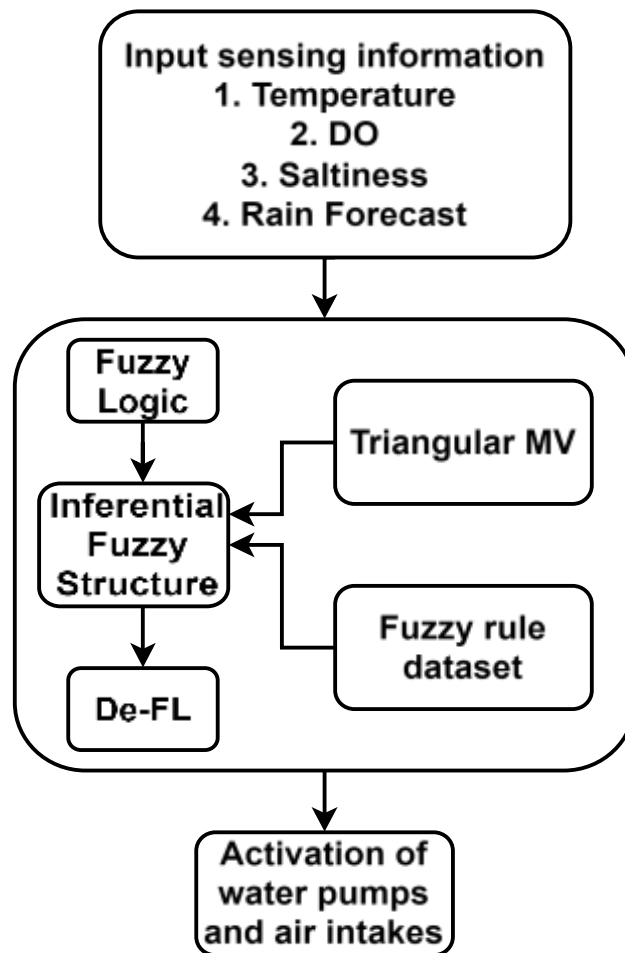 Input sensing information
1. Temperature
2. DO
3. Saltiness
4. Rain Forecast
Fuzzy
Logic
Triangular MV
Inferential
Fuzzy
Structure
Fuzzy rule
dataset
De-FL
Activation of
water pumps
and air intakes